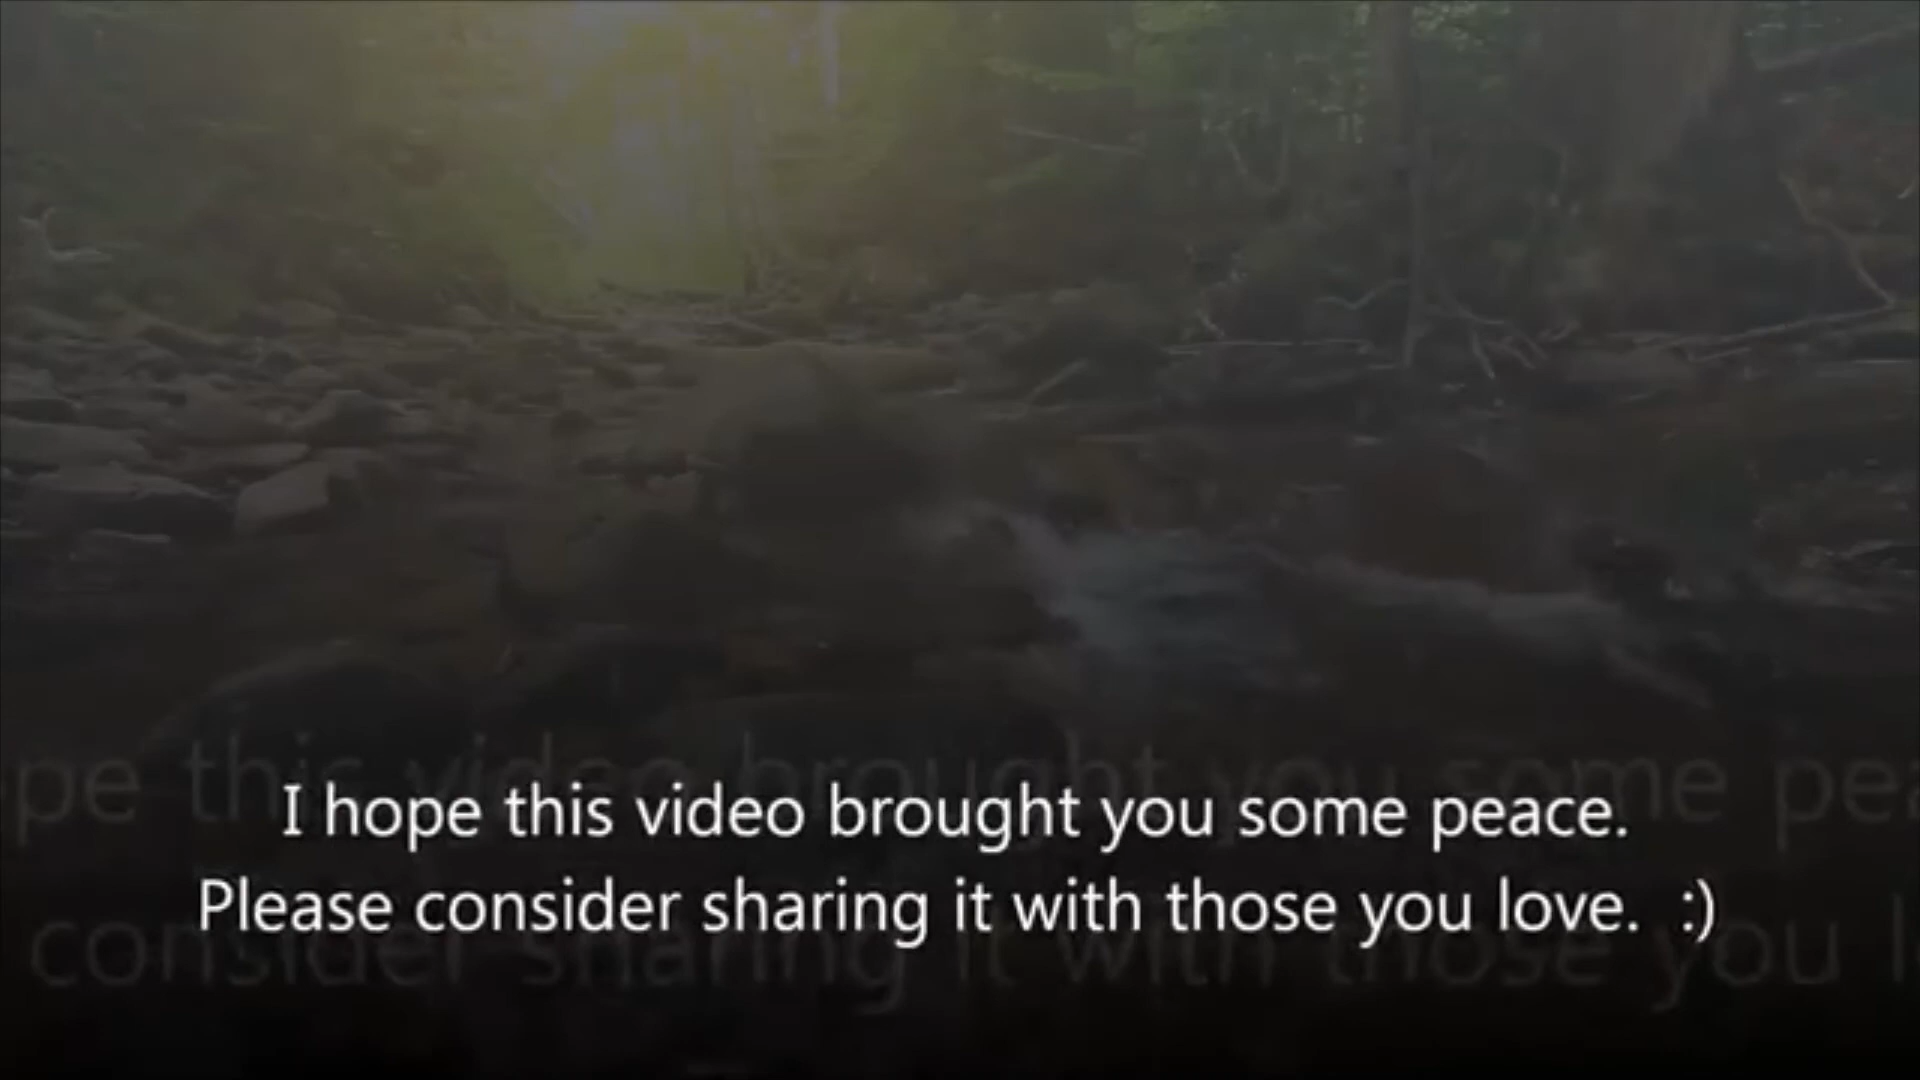 I hope this video brought you some peace.
Please consider sharing it with those you love.  :)